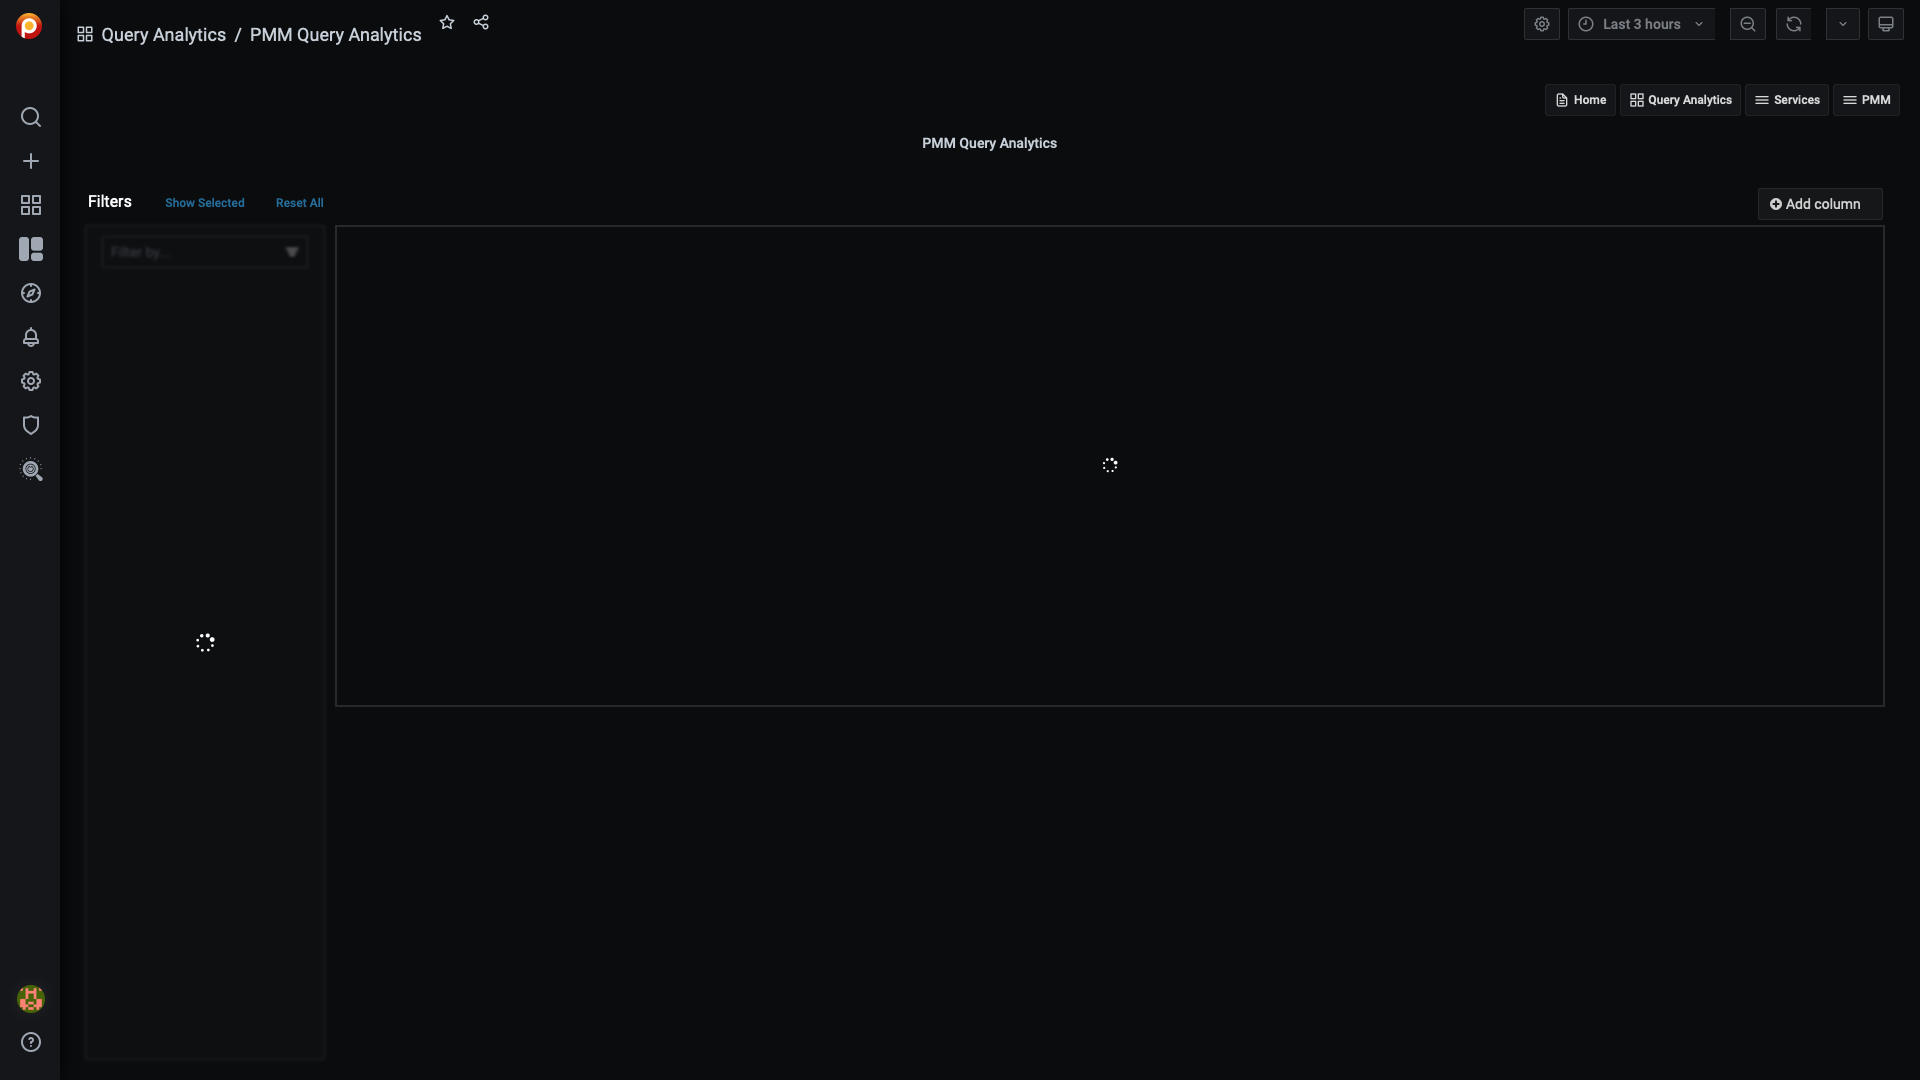 Query Analytics / PMM Query Analytics
Last 3 hours
Home
Query Analytics
Services
PMM
PMM Query Analytics
Filters
Show Selected
Reset All
Add column
Filter by...